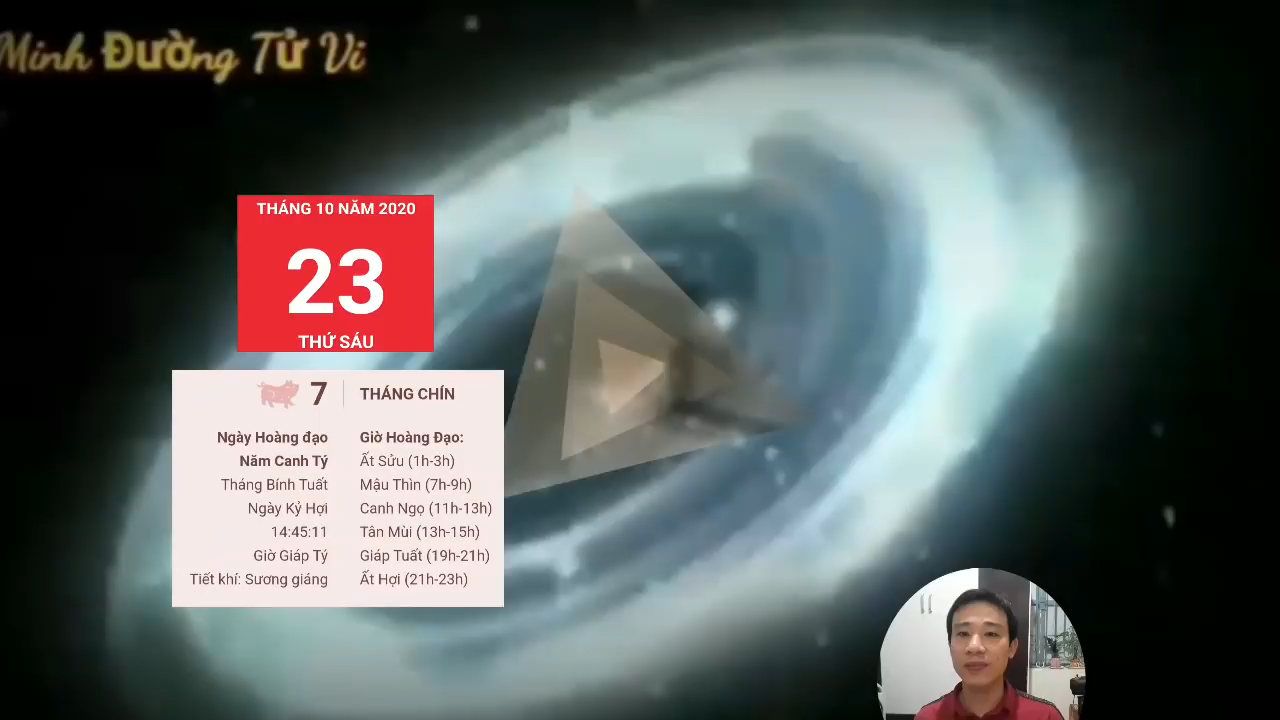 Minh Đường Tử Vi
THÁNG 10 NĂM 2020
23
THỨ SÁU
7
THÁNG CHÍN
Ngày Hoàng đạo
Năm Canh Tý
Tháng Bính Tuất
Ngày Kỷ Hợi
14:45:11
Giờ Giáp Tý
Tiết khí: Sương giáng
Giờ Hoàng Đạo:
Ất Sửu (1h-3h)
Mậu Thìn (7h-9h)
Canh Ngọ (11h-13h)
Tân Mùi (13h-15h)
Giáp Tuất (19h-21h)
Ất Hợi (21h-23h)